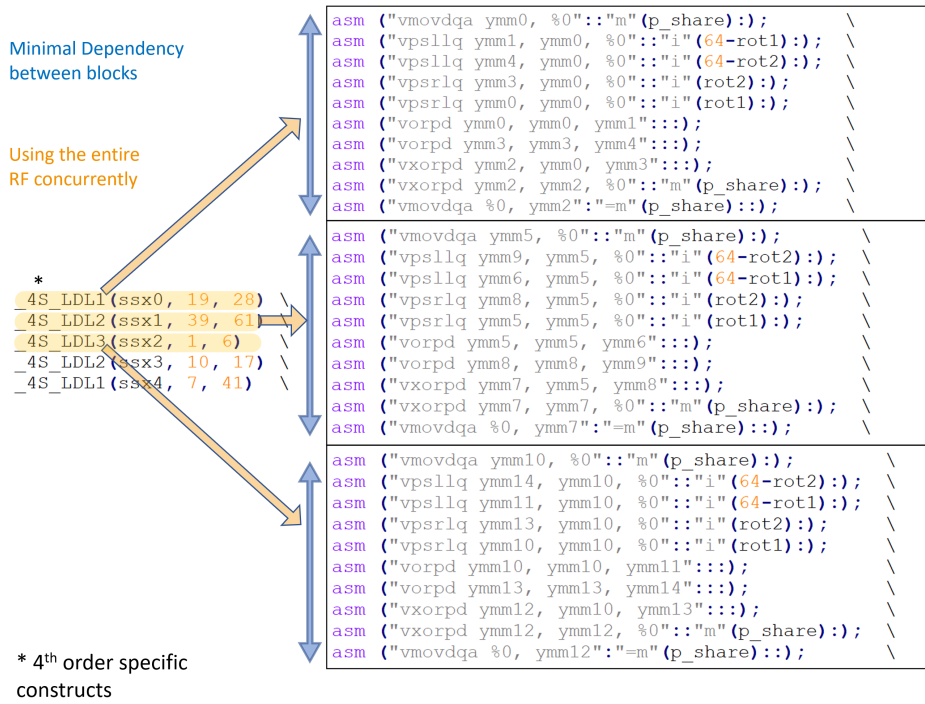 Minimal Dependency
between blocks
Using the entire
RF concurrently
*
_4S_LDL1(ssx0, 19, 28) \
_4S_LDL2(ssx1, 39, 61) \
_4S_LDL3(ssx2, 1, 6) \
_4S_LDL2(ssx3, 10, 17) \
_4S_LDL1(ssx4, 7, 41) \
* 4th order specific
constructs
asm ("vmovdqa ymm0, %0"::"m"(p_share):); \
asm ("vpsllq ymm1, ymm0, %0"::"i"(64-rot1):); \
asm ("vpsllq ymm4, ymm0, %0"::"i"(64-rot2):); \
asm ("vpsrlq ymm3, ymm0, %0"::"i"(rot2):); \
asm ("vpsrlq ymm0, ymm0, %0"::"i"(rot1):); \
asm ("vorpd ymm0, ymm0, ymm1":::); \
asm ("vorpd ymm3, ymm3, ymm4":::); \
asm ("vxorpd ymm2, ymm0, ymm3":::); \
asm ("vxorpd ymm2, ymm2, %0"::"m"(p_share):); \
asm ("vmovdqa %0, ymm2":"=m"(p_share)::); \
asm ("vmovdqa ymm5, %0"::"m"(p_share):); \
asm ("vpsllq ymm9, ymm5, %0"::"i"(64-rot2):); \
asm ("vpsllq ymm6, ymm5, %0"::"i"(64-rot1):); \
asm ("vpsrlq ymm8, ymm5, %0"::"i"(rot2):); \
asm ("vpsrlq ymm5, ymm5, %0"::"i"(rot1):); \
asm ("vorpd ymm5, ymm5, ymm6":::); \
asm ("vorpd ymm8, ymm8, ymm9":::); \
asm ("vxorpd ymm7, ymm5, ymm8":::); \
asm ("vxorpd ymm7, ymm7, %0"::"m"(p_share):); \
asm ("vmovdqa %0, ymm7":"=m"(p_share)::); \
asm ("vmovdqa ymm10, %0"::"m"(p_share):); \
asm ("vpsllq ymm14, ymm10, %0"::"i"(64-rot2):); \
asm ("vpsllq ymm11, ymm10, %0"::"i"(64-rot1):); \
asm ("vpsrlq ymm13, ymm10, %0"::"i"(rot2):); \
asm ("vpsrlq ymm10, ymm10, %0"::"i"(rot1):); \
asm ("vorpd ymm10, ymm10, ymm11":::); \
asm ("vorpd ymm13, ymm13, ymm14":::); \
asm ("vxorpd ymm12, ymm10, ymm13":::); \
asm ("vxorpd ymm12, ymm12, %0"::"m"(p_share):); \
asm ("vmovdqa %0, ymm12":"=m"(p_share)::); \